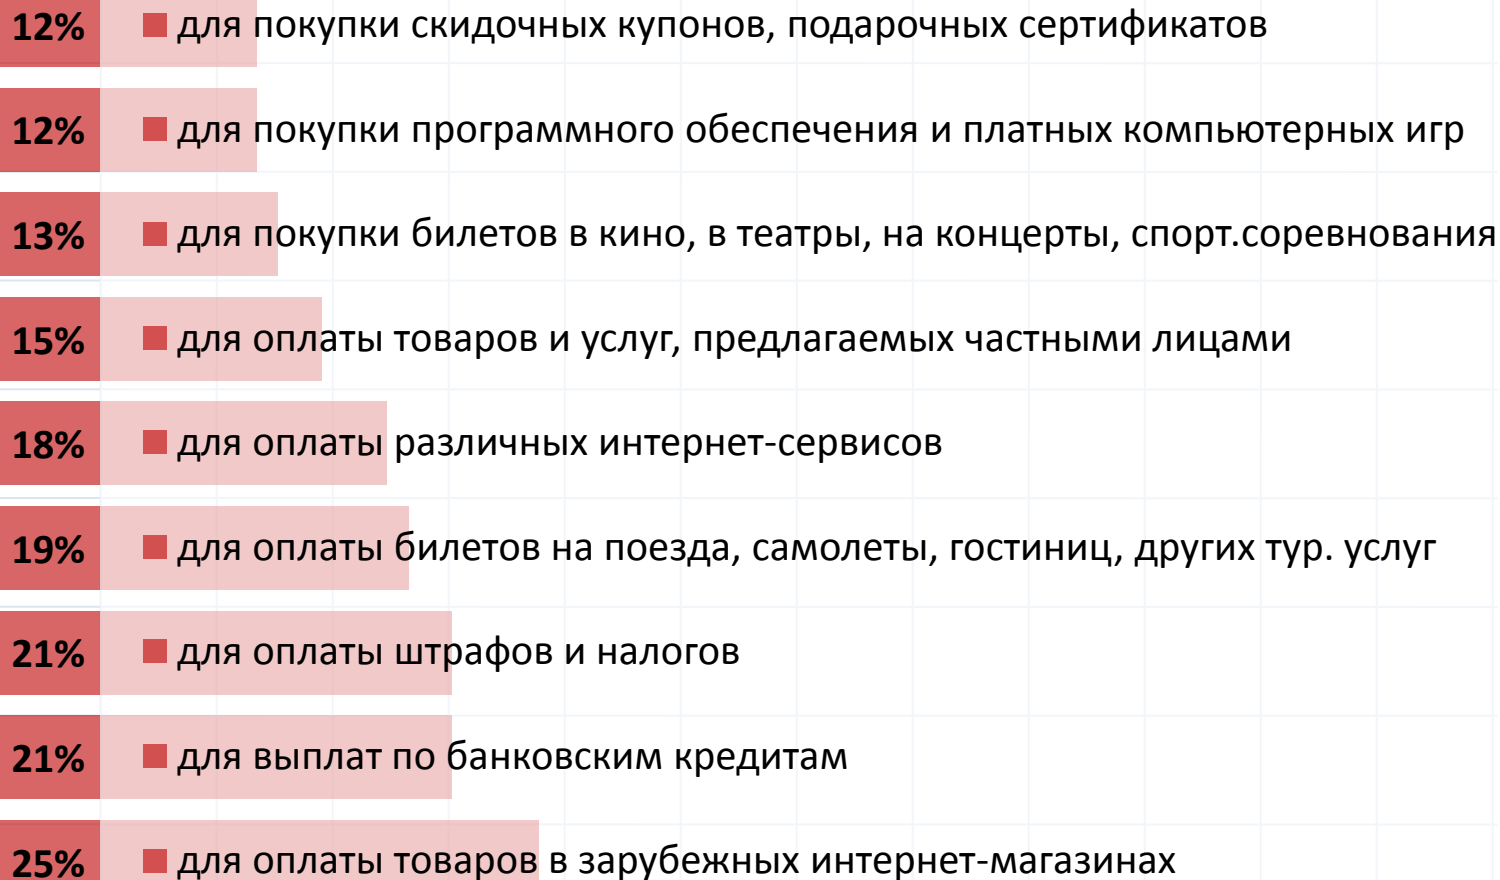 12% для покупки скидочных купонов, подарочных сертификатов
12% для покупки программного обеспечения и платных компьютерных игр
13% для покупки билетов в кино, в театры, на концерты, спорт.соревнования
15% для оплаты товаров и услуг, предлагаемых частными лицами
18% для оплаты различных интернет-сервисов
19% для оплаты билетов на поезда, самолеты, гостиниц, других тур. услуг
21% для оплаты штрафов и налогов
21% для выплат по банковским кредитам
25% для оплаты товаров в зарубежных интернет-магазинах